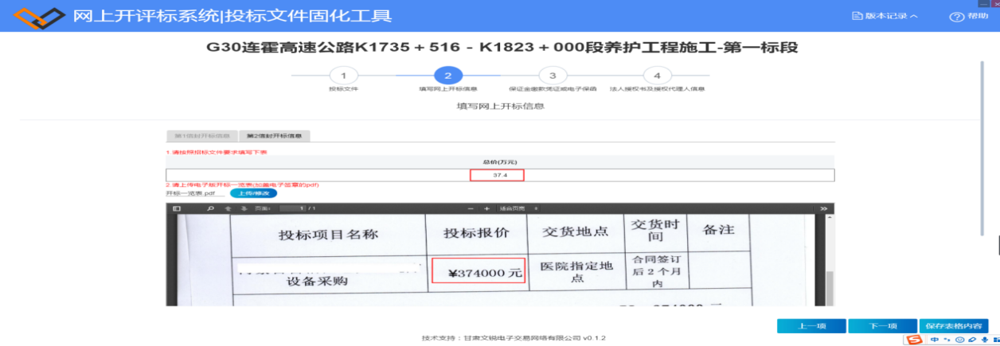 网上开评标系统|投标文件固化工具
版本记录
帮助
G30连霍高速公路K1735+516-K1823+000段养护工程施工-第一标段
1 2 3 4
投标文件 填写网上开标信息 保证金缴款凭证或电子保函 法人授权书及授权代理人信息
填写网上开标信息
第1信封开标信息 第2信封开标信息
1.请按照招标文件要求填写下表
总价(万元)
37.4
2.请上传电子版开标一览表(加盖电子签章的pdf)
开标一览表.pdf 上传/修改
页面: 1 / 1 适合页宽
投标项目名称 投标报价 交货地点 交货时间 备注
设备采购 ¥374000元 医院指定地点 合同签订后2个月内
上一项 下一项 保存表格内容
技术支持：甘肃文锐电子交易网络有限公司 v0.1.2
中